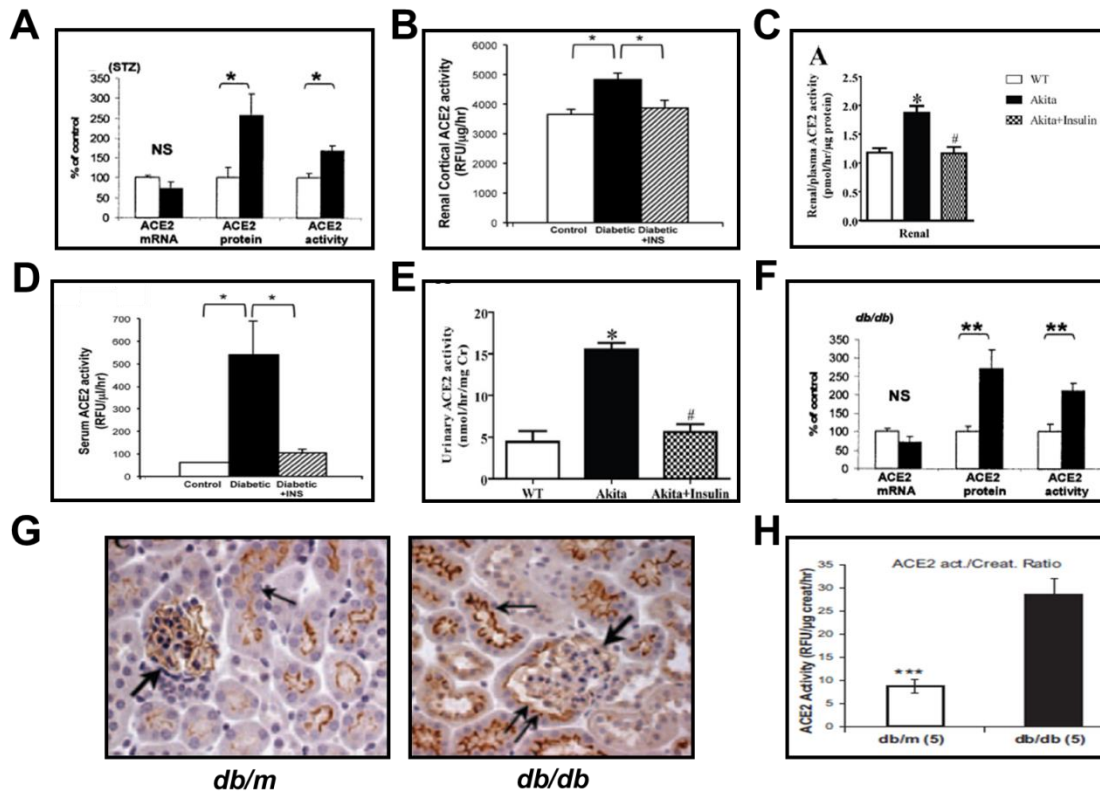 A
(STZ)
% of control
350
300
250
200
150
100
50
0
NS
*
*
ACE2 mRNA
ACE2 protein
ACE2 activity
B
Renal Cortical ACE2 activity
(RFU/µg/hr)
6000
5000
4000
3000
2000
1000
0
*
*
Control
Diabetic
Diabetic
+INS
C
A
Renal/plasma ACE2 activity
(pmol/hr/µg protein)
2.5
2.0
1.5
1.0
0.5
0.0
*
#
Renal
WT
Akita
Akita+Insulin
D
Serum ACE2 activity
(RFU/µl/hr)
700
600
500
400
300
200
100
0
*
*
Control
Diabetic
Diabetic
+INS
E
Urinary ACE2 activity
(nmol/hr/mg Cr)
20
15
10
5
0
*
#
WT
Akita
Akita+Insulin
F
db/db)
% of control
350
300
250
200
150
100
50
0
NS
**
**
ACE2 mRNA
ACE2 protein
ACE2 activity
G
db/m
db/db
H
ACE2 act./Creat. Ratio
ACE2 Activity (RFU/µg creat/hr)
35
30
25
20
15
10
5
0
***
db/m (5)
db/db (5)